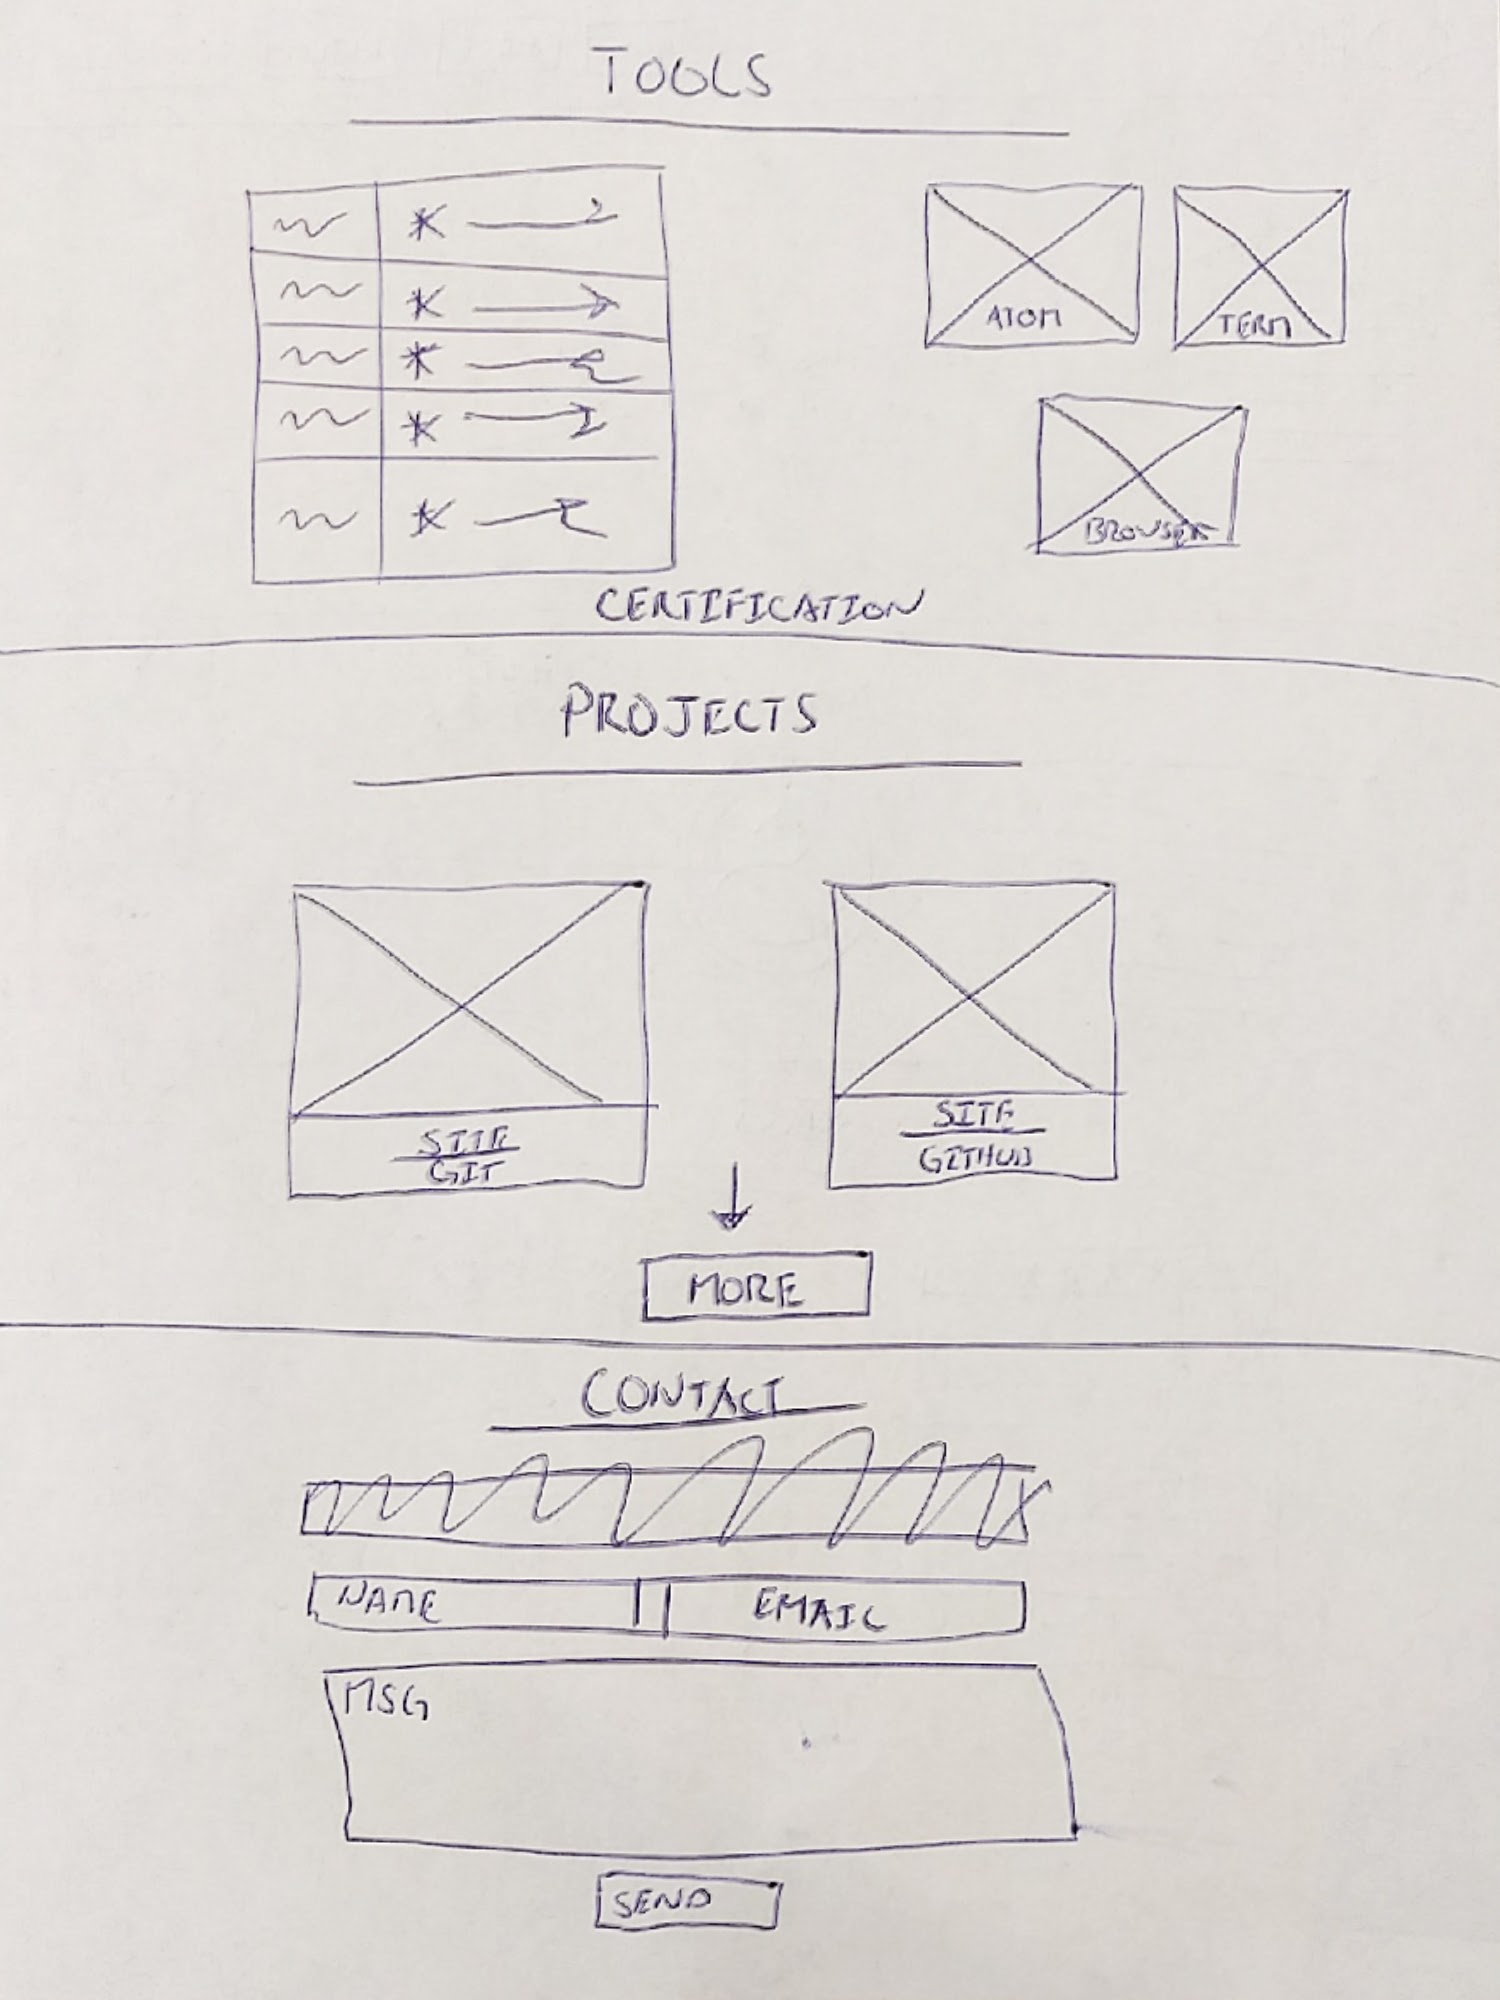 TOOLS
ATOM
TERM
BROWSER
CERTIFICATION
PROJECTS
SITE
GIT
SITE
GITHUB
MORE
CONTACT
NAME
EMAIL
MSG
SEND